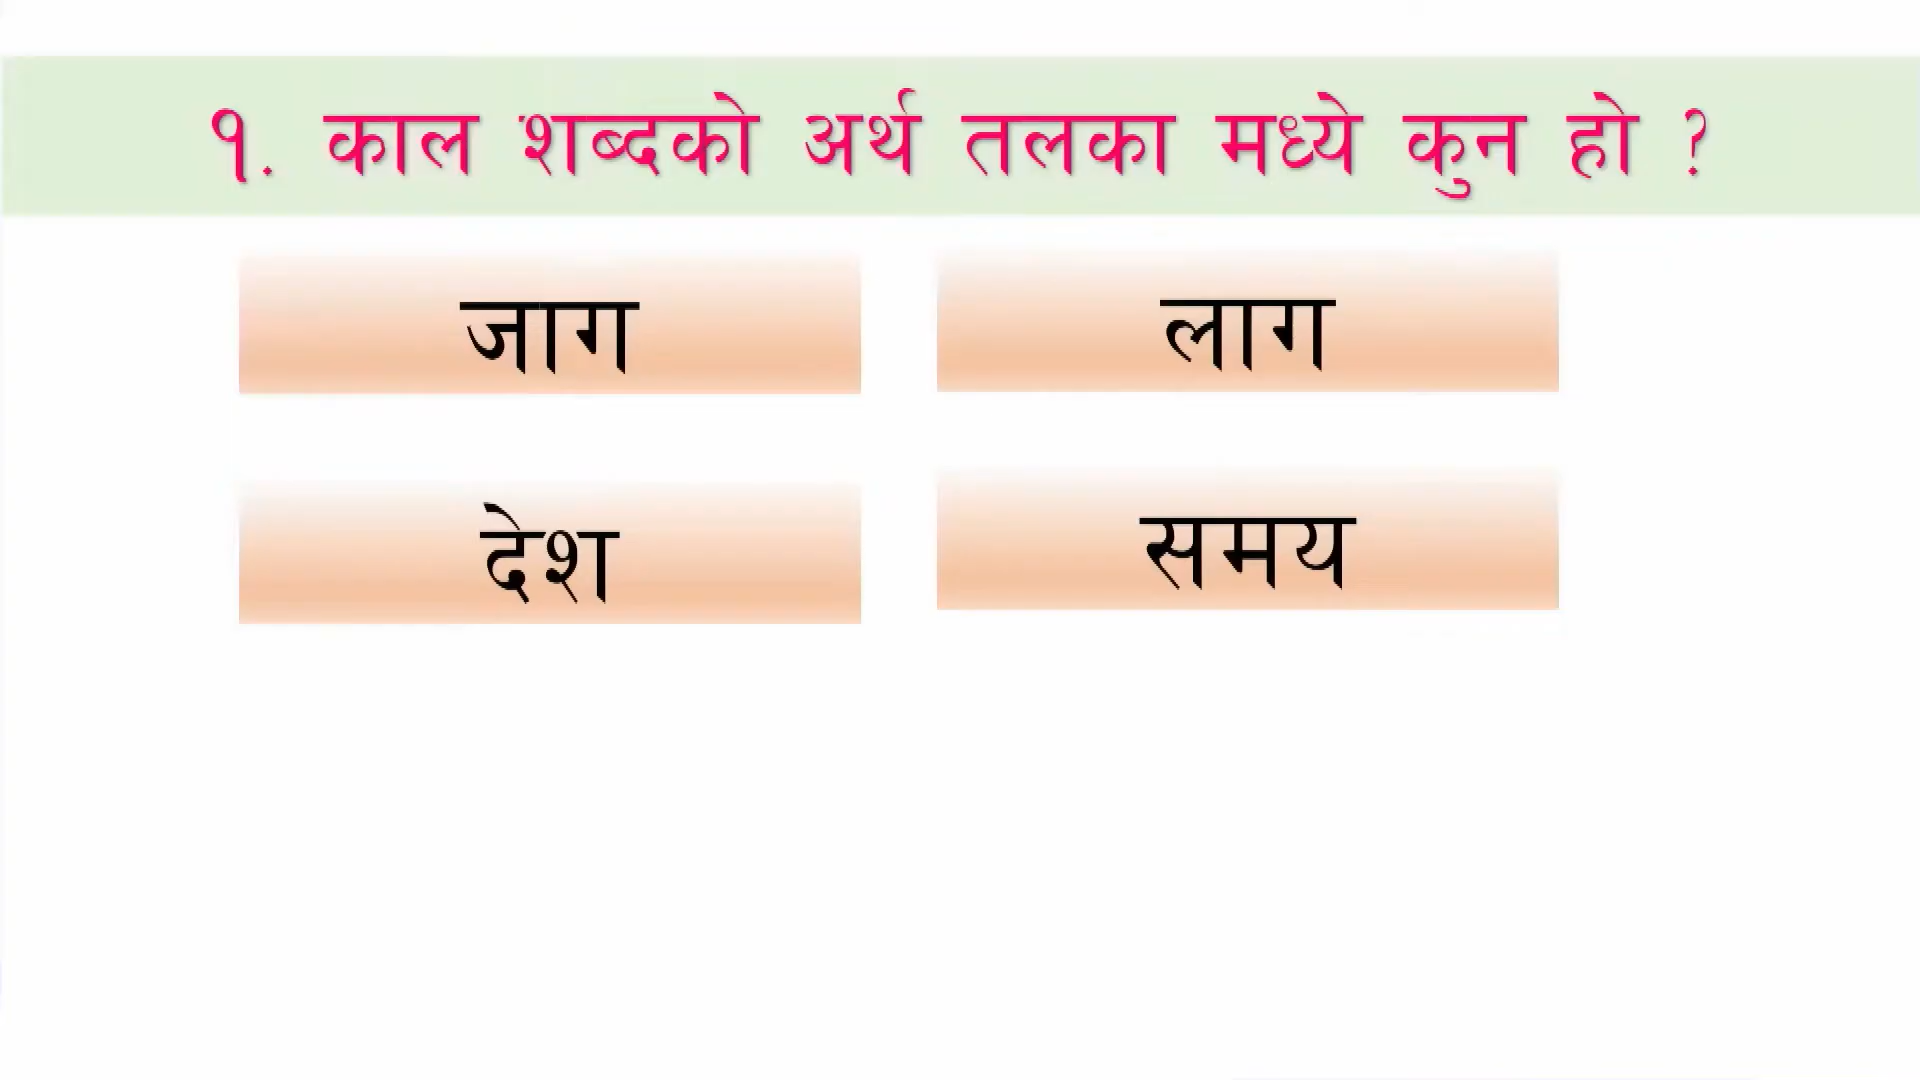 १. काल शब्दको अर्थ तलका मध्ये कुन हो ?
जाग
लाग
देश
समय